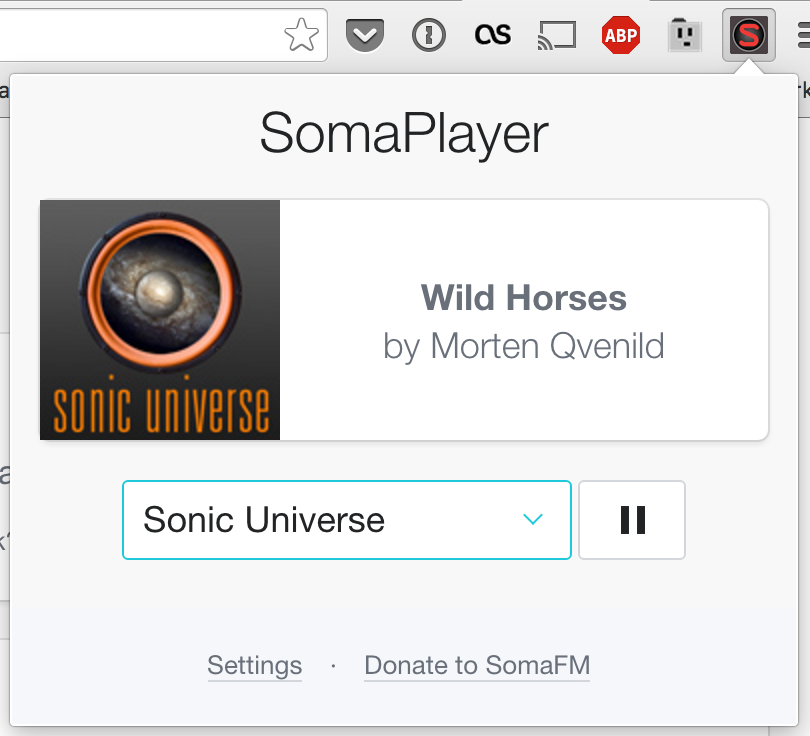 ABP
S
SomaPlayer
Wild Horses
by Morten Qvenild
sonic universe
Sonic Universe
Settings · Donate to SomaFM